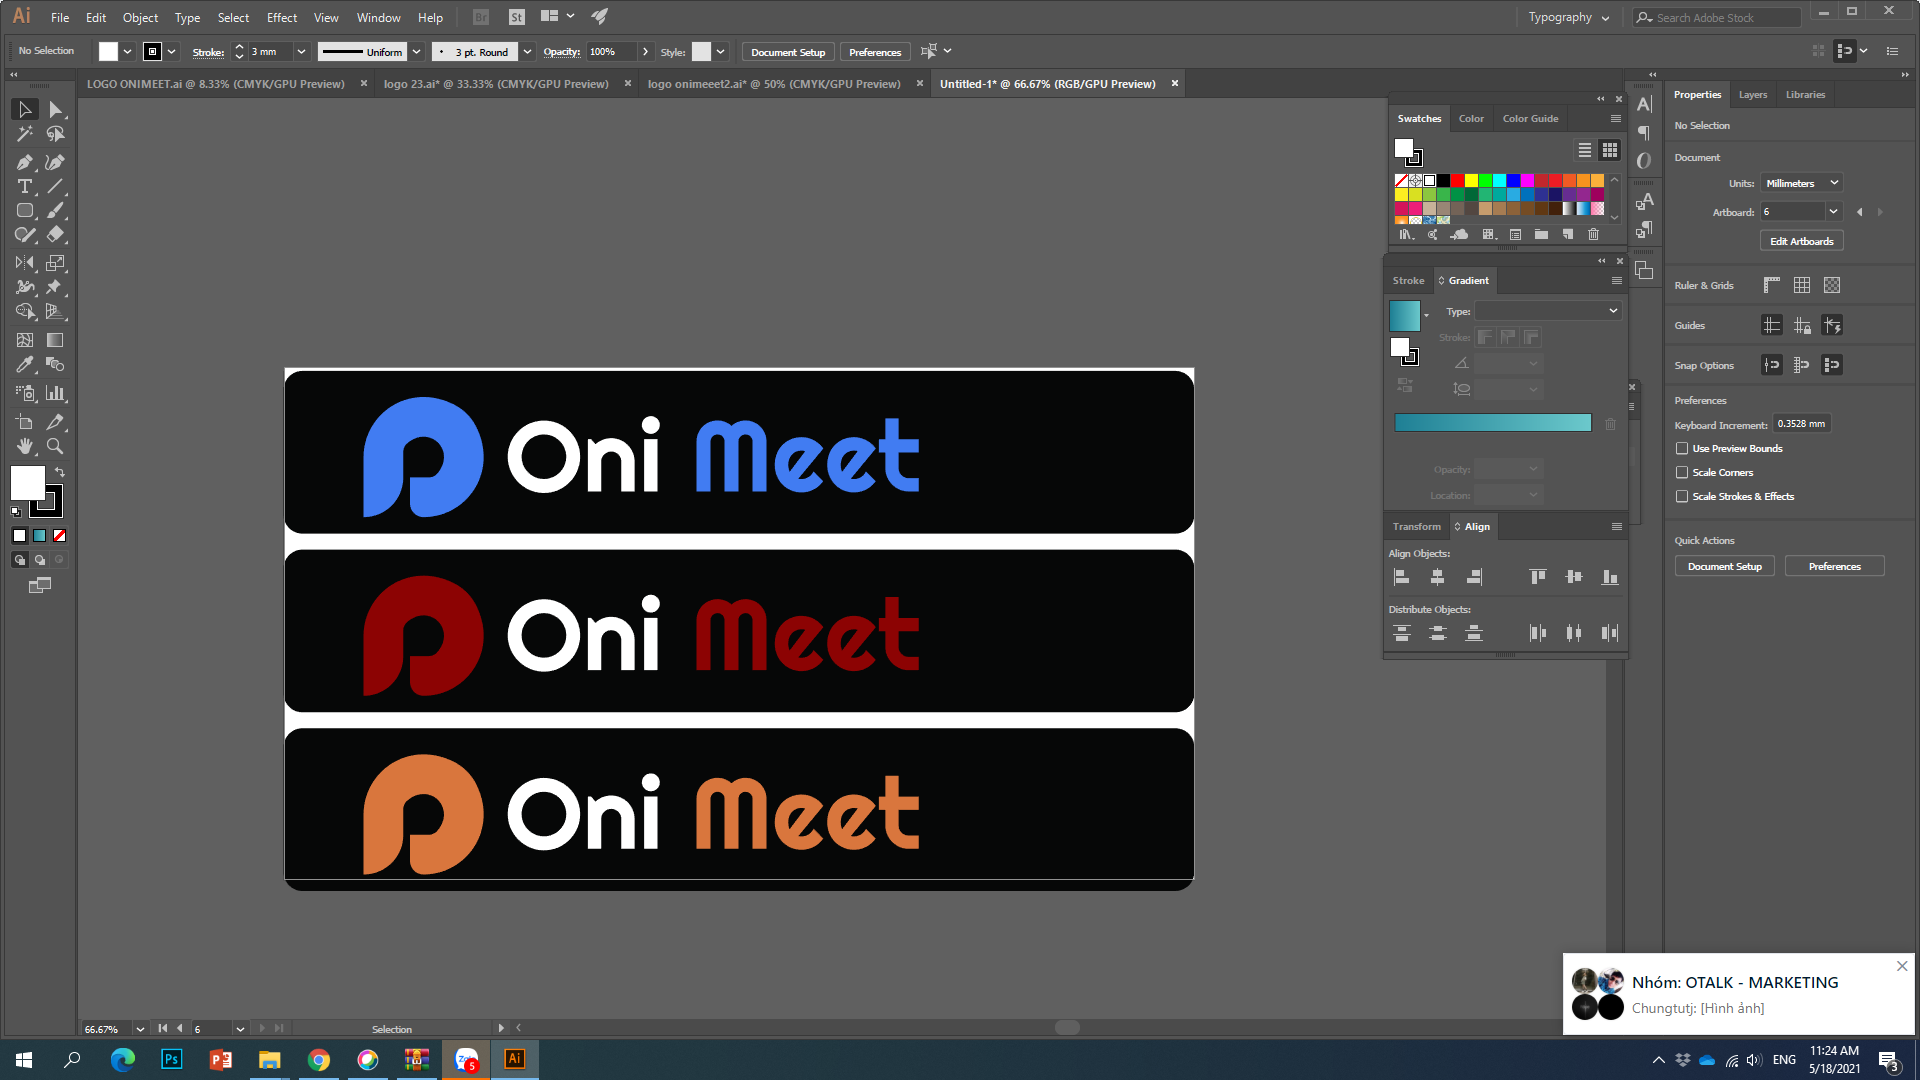 Ai File Edit Object Type Select Effect View Window Help Br St Typography Search Adobe Stock
No Selection Stroke: 3 mm Uniform 3 pt. Round Opacity: 100% Style: Document Setup Preferences
LOGO ONIMEET.ai @ 8.33% (CMYK/GPU Preview) logo 23.ai* @ 33.33% (CMYK/GPU Preview) logo onimeeet2.ai* @ 50% (CMYK/GPU Preview) Untitled-1* @ 66.67% (RGB/GPU Preview)
Swatches Color Color Guide
Stroke Gradient
Type:
Stroke:
Opacity:
Location:
Transform Align
Align Objects:
Distribute Objects:
Properties Layers Libraries
No Selection
Document
Units: Millimeters
Artboard: 6
Edit Artboards
Ruler & Grids
Guides
Snap Options
Preferences
Keyboard Increment: 0.3528 mm
Use Preview Bounds
Scale Corners
Scale Strokes & Effects
Quick Actions
Document Setup Preferences
Oni Meet
Oni Meet
Oni Meet
Nhóm: OTALK - MARKETING
Chungtutj: [Hình ảnh]
66.67% 6 Selection
Ps Zalo 5 Ai ENG 11:24 AM
5/18/2021 3